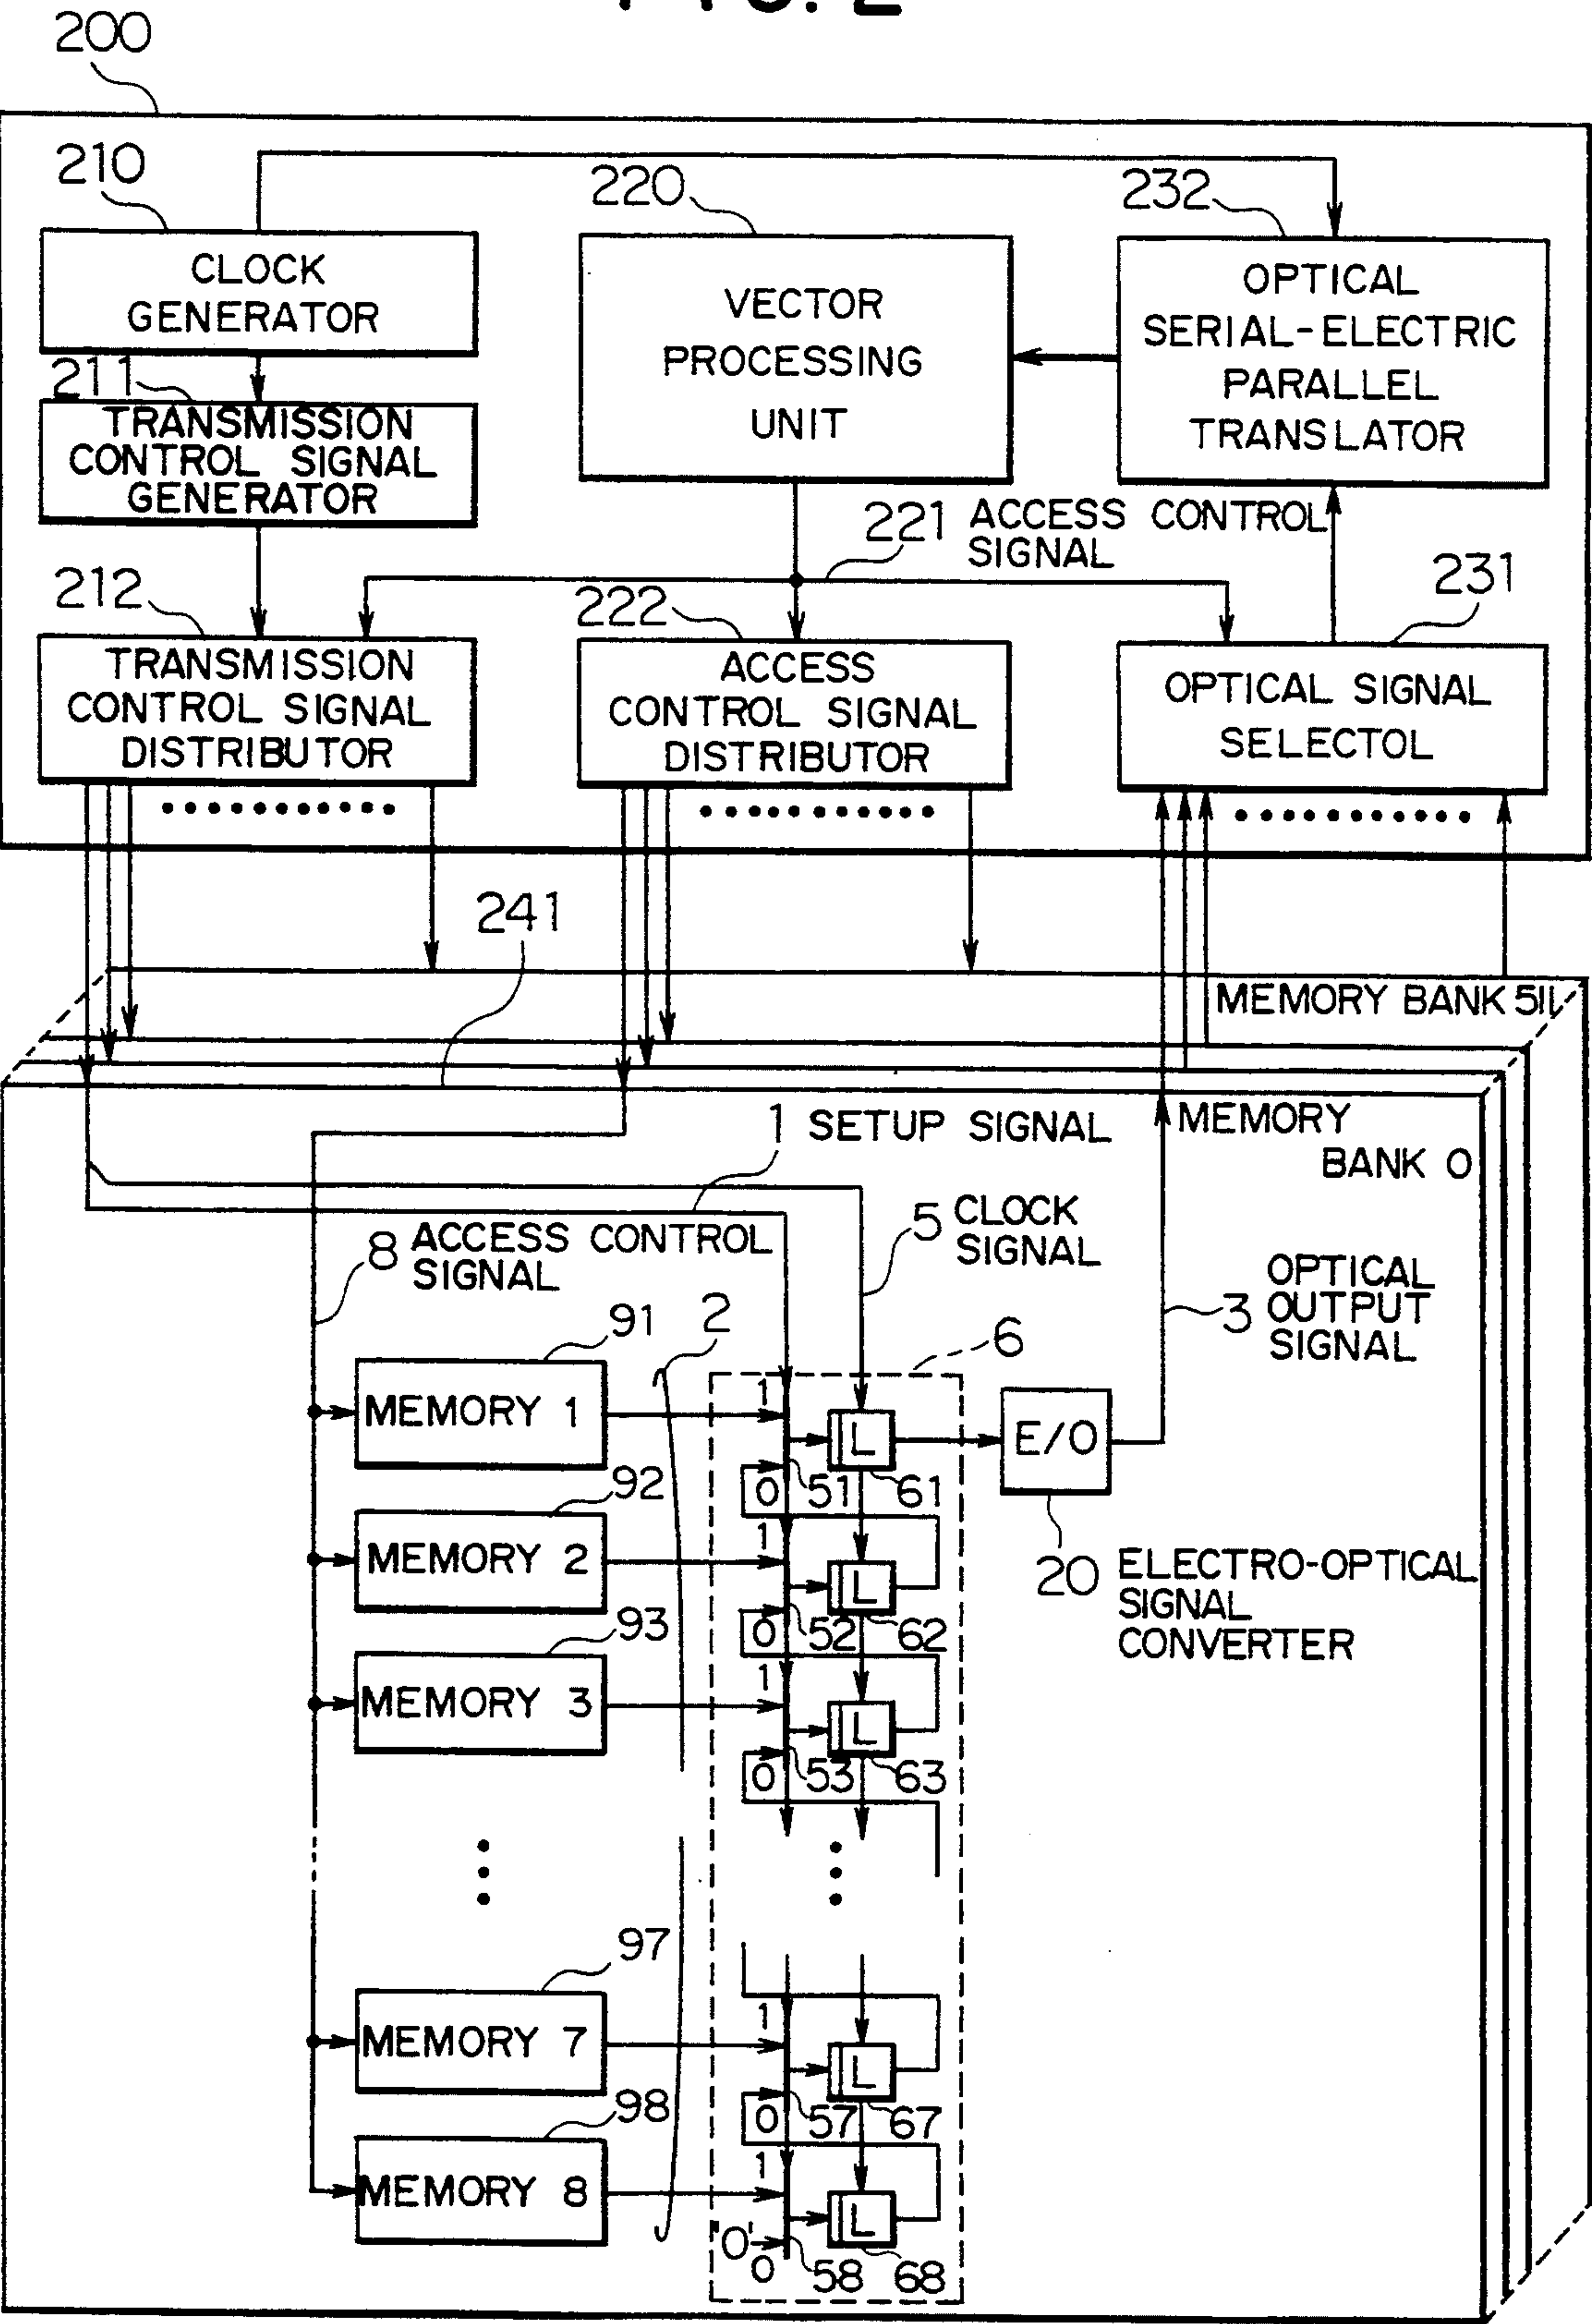 FIG. 2
200
210
220
232
CLOCK
GENERATOR
VECTOR
PROCESSING
UNIT
OPTICAL
SERIAL-ELECTRIC
PARALLEL
TRANSLATOR
211
TRANSMISSION
CONTROL SIGNAL
GENERATOR
221 ACCESS CONTROL
SIGNAL
212
222
231
TRANSMISSION
CONTROL SIGNAL
DISTRIBUTOR
ACCESS
CONTROL SIGNAL
DISTRIBUTOR
OPTICAL SIGNAL
SELECTOL
241
MEMORY BANK 511
1 SETUP SIGNAL
MEMORY
BANK 0
8 ACCESS CONTROL
SIGNAL
5 CLOCK
SIGNAL
3 OPTICAL
OUTPUT
SIGNAL
91
2
6
MEMORY 1
1
L
E/O
0
51
61
92
MEMORY 2
1
L
20 ELECTRO-OPTICAL
SIGNAL
CONVERTER
0
52
62
93
MEMORY 3
1
L
0
53
63
97
MEMORY 7
1
L
0
57
67
98
MEMORY 8
1
L
'0'
0
58
68